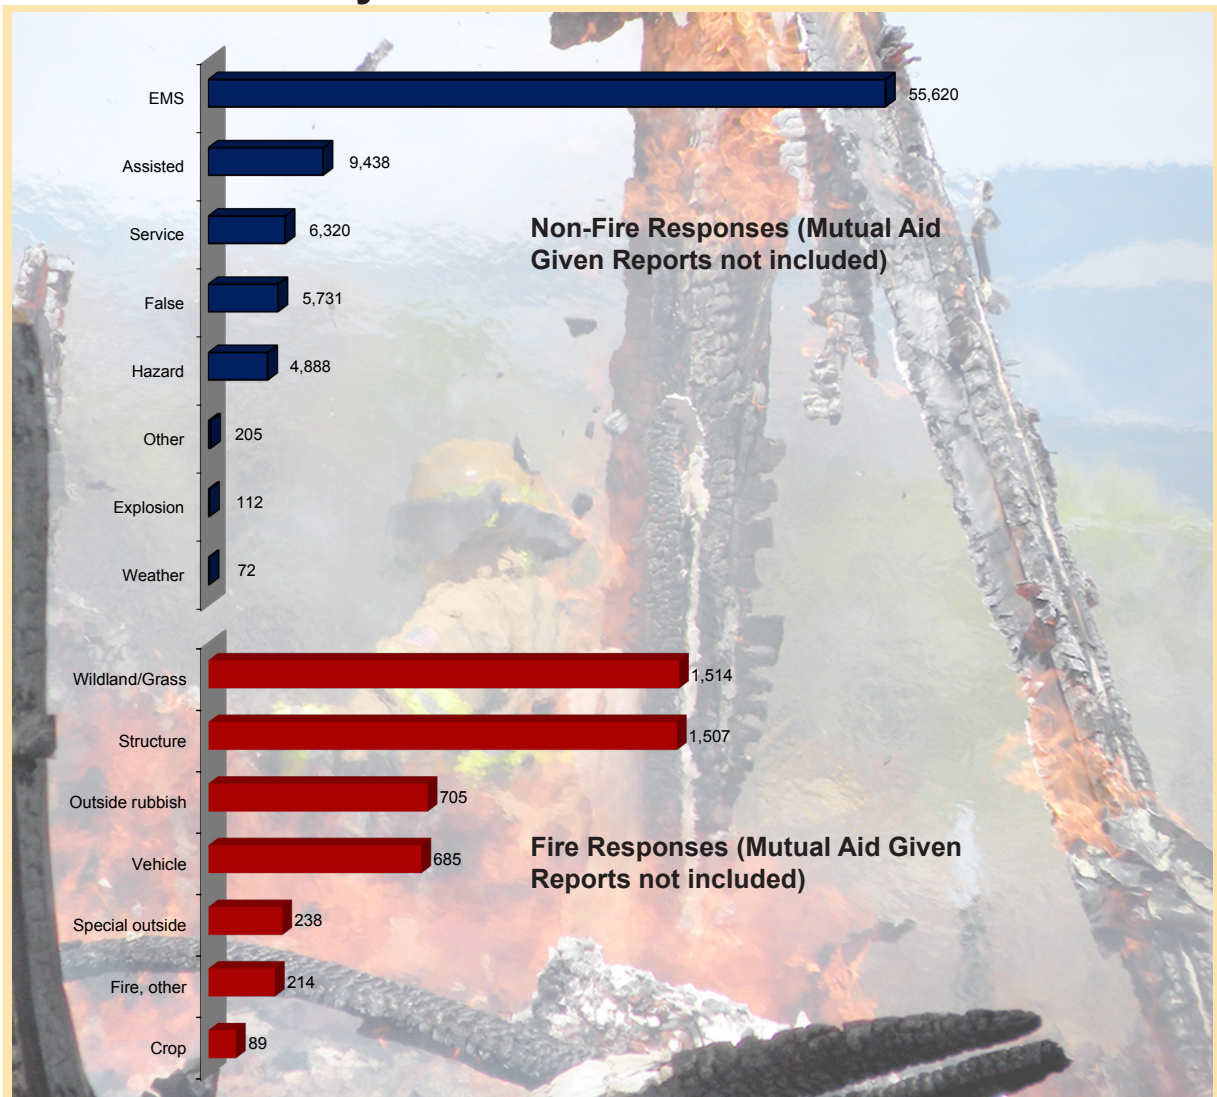 EMS 55,620
Assisted 9,438
Service 6,320
Non-Fire Responses (Mutual Aid
Given Reports not included)
False 5,731
Hazard 4,888
Other 205
Explosion 112
Weather 72
Wildland/Grass 1,514
Structure 1,507
Outside rubbish 705
Vehicle 685
Fire Responses (Mutual Aid Given
Reports not included)
Special outside 238
Fire, other 214
Crop 89